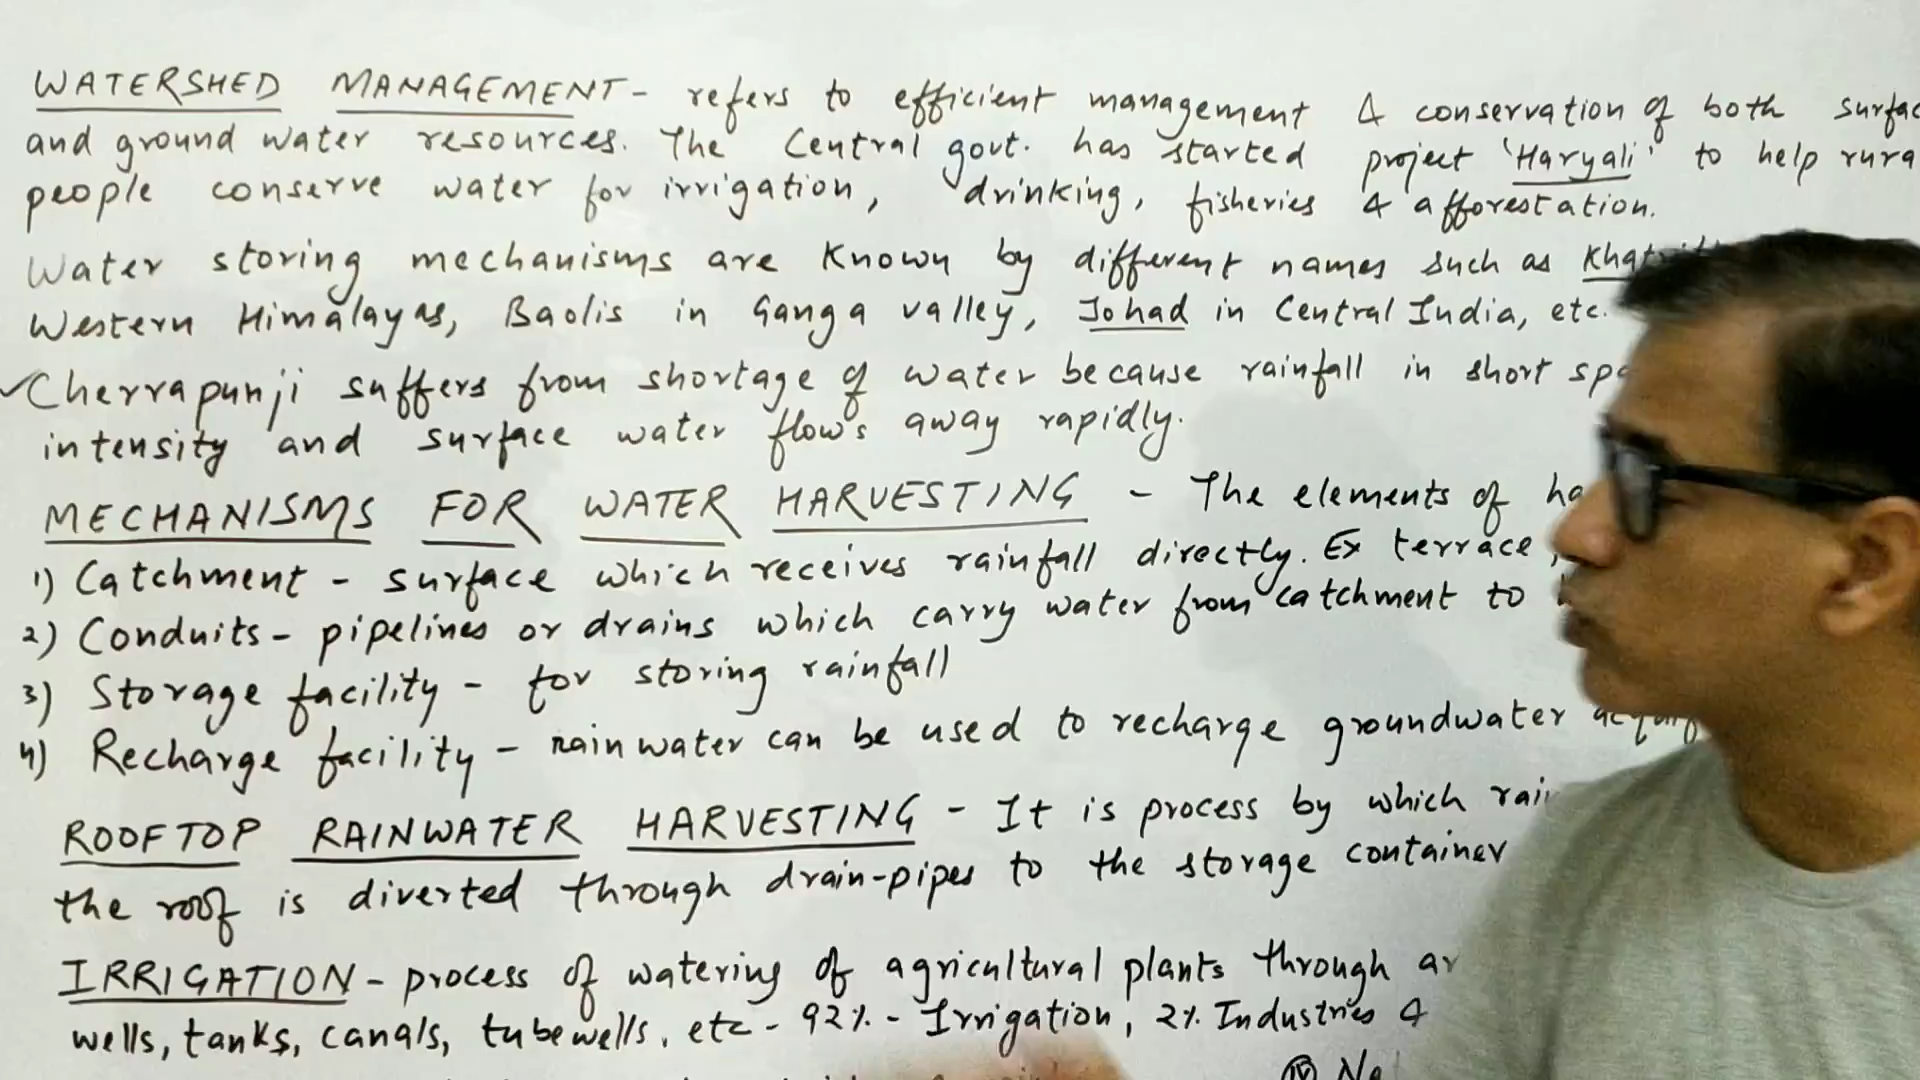 WATERSHED MANAGEMENT - refers to efficient management & conservation of both
and ground water resources. The Central govt. has started project 'Haryali' to help
people conserve water for irrigation, drinking, fisheries & afforestation.
Water storing mechanisms are known by different names such as
Western Himalayas, Baolis in Ganga valley, Johad in Central India, etc.
Cherrapunji suffers from shortage of water because rainfall in short
intensity and surface water flows away rapidly.
MECHANISMS FOR WATER HARVESTING - The elements of
1) Catchment - surface which receives rainfall directly. Ex terrace,
2) Conduits - pipelines or drains which carry water from catchment to
3) Storage facility - for storing rainfall
4) Recharge facility - rainwater can be used to recharge groundwater
ROOFTOP RAINWATER HARVESTING - It is process by which
the roof is diverted through drain-pipes to the storage container
IRRIGATION - process of watering of agricultural plants through
wells, tanks, canals, tubewells, etc - 92% - Irrigation, 2% Industries &